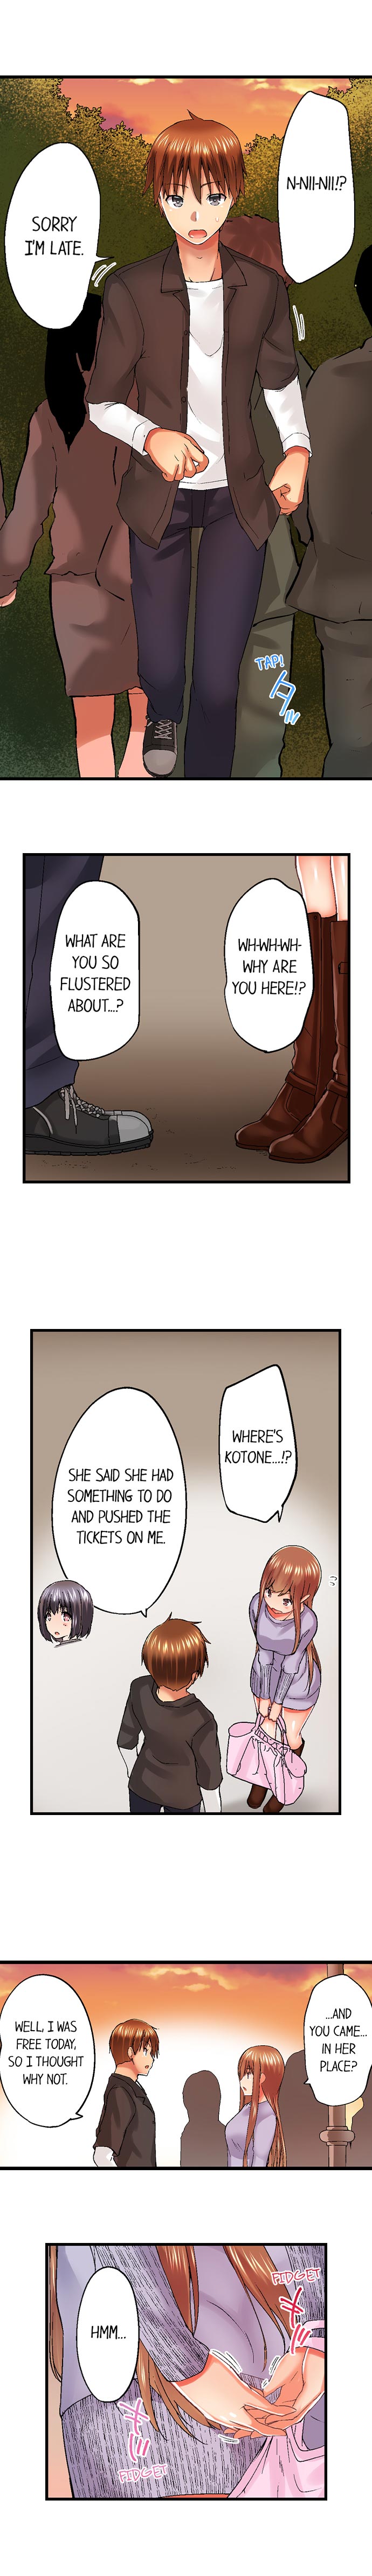 N-NII-NII!?
SORRY
I'M LATE.
TAP!
タ
WH-WH-WH-
WHY ARE
YOU HERE!?
WHAT ARE
YOU SO
FLUSTERED
ABOUT...?
WHERE'S
KOTONE...!?
SHE SAID SHE HAD
SOMETHING TO DO
AND PUSHED THE
TICKETS ON ME.
...AND
YOU CAME...
IN HER
PLACE?
WELL, I WAS
FREE TODAY,
SO I THOUGHT
WHY NOT.
FIDGET
HMM...
FIDGET